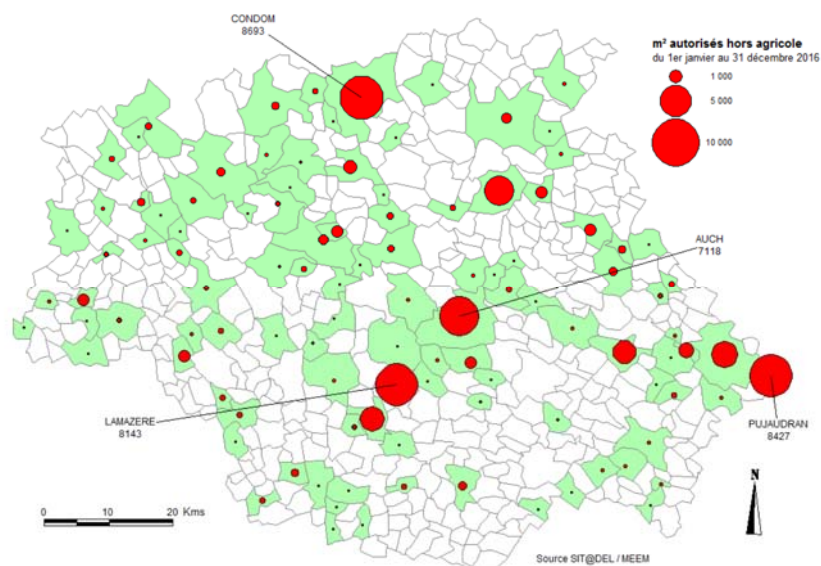 CONDOM
8693
m² autorisés hors agricole
du 1er janvier au 31 décembre 2016
1 000
5 000
10 000
AUCH
7118
LAMAZERE
8143
PUJAUDRAN
8427
N
0 10 20 Kms
Source SIT@DEL / MEEM